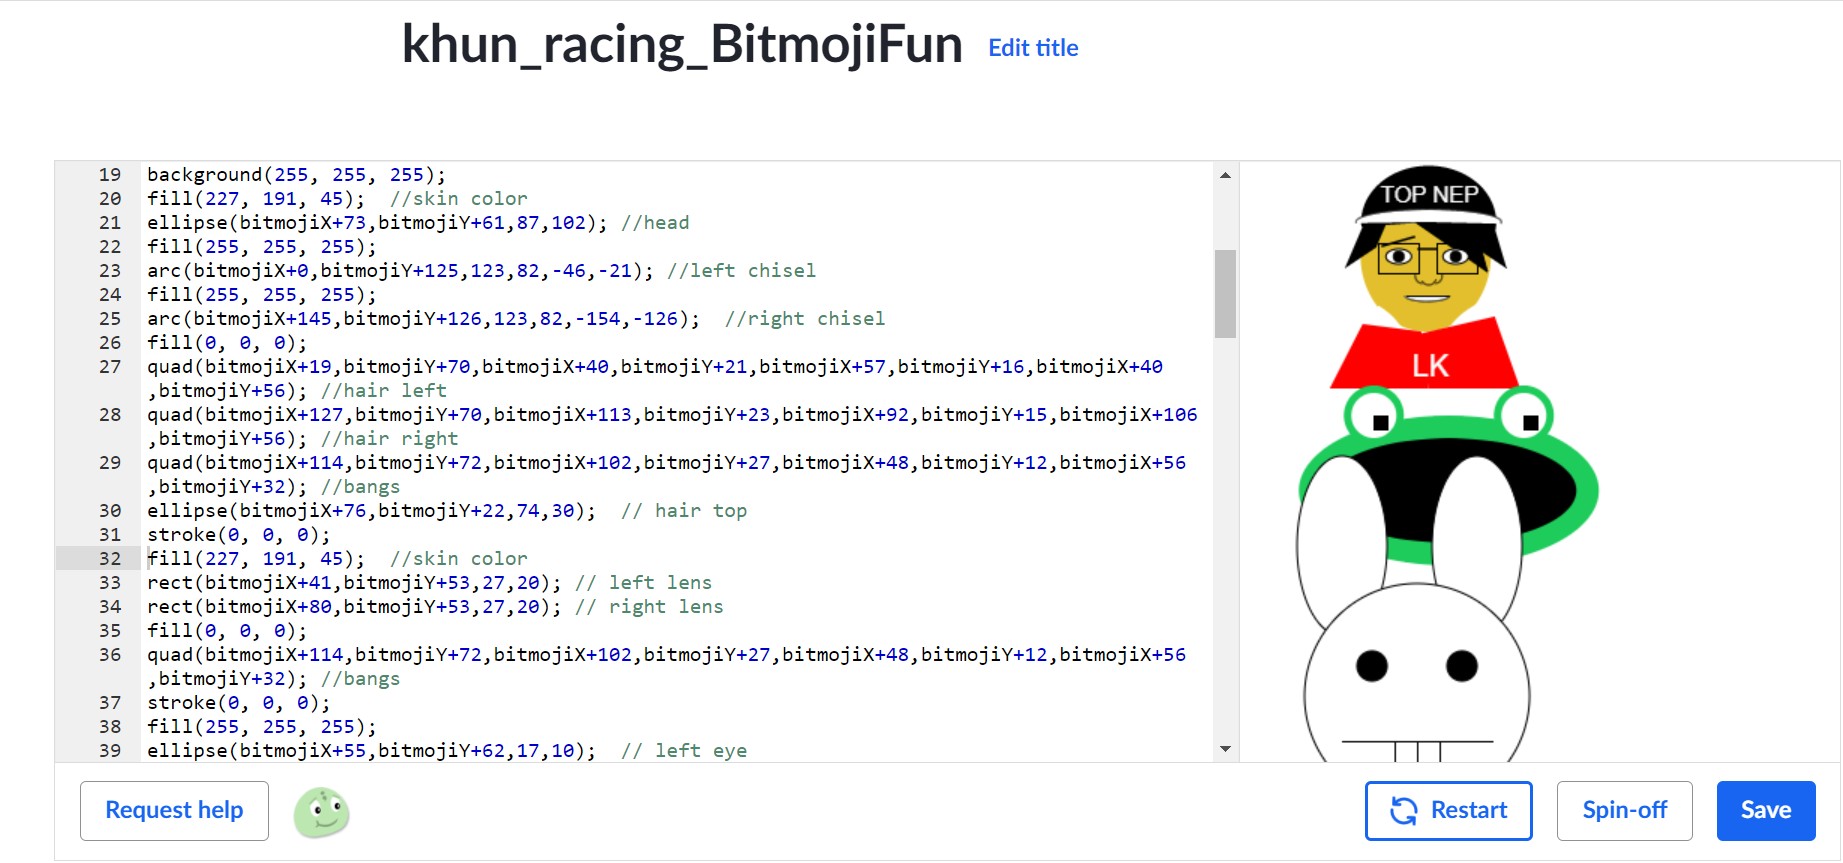 khun_racing_BitmojiFun Edit title
19 background(255, 255, 255);
20 fill(227, 191, 45);  //skin color
21 ellipse(bitmojiX+73,bitmojiY+61,87,102); //head
22 fill(255, 255, 255);
23 arc(bitmojiX+0,bitmojiY+125,123,82,-46,-21); //left chisel
24 fill(255, 255, 255);
25 arc(bitmojiX+145,bitmojiY+126,123,82,-154,-126);  //right chisel
26 fill(0, 0, 0);
27 quad(bitmojiX+19,bitmojiY+70,bitmojiX+40,bitmojiY+21,bitmojiX+57,bitmojiY+16,bitmojiX+40
,bitmojiY+56); //hair left
28 quad(bitmojiX+127,bitmojiY+70,bitmojiX+113,bitmojiY+23,bitmojiX+92,bitmojiY+15,bitmojiX+106
,bitmojiY+56); //hair right
29 quad(bitmojiX+114,bitmojiY+72,bitmojiX+102,bitmojiY+27,bitmojiX+48,bitmojiY+12,bitmojiX+56
,bitmojiY+32); //bangs
30 ellipse(bitmojiX+76,bitmojiY+22,74,30);  // hair top
31 stroke(0, 0, 0);
32 fill(227, 191, 45);  //skin color
33 rect(bitmojiX+41,bitmojiY+53,27,20); // left lens
34 rect(bitmojiX+80,bitmojiY+53,27,20); // right lens
35 fill(0, 0, 0);
36 quad(bitmojiX+114,bitmojiY+72,bitmojiX+102,bitmojiY+27,bitmojiX+48,bitmojiY+12,bitmojiX+56
,bitmojiY+32); //bangs
37 stroke(0, 0, 0);
38 fill(255, 255, 255);
39 ellipse(bitmojiX+55,bitmojiY+62,17,10);  // left eye
TOP NEP
LK
Request help
Restart
Spin-off
Save